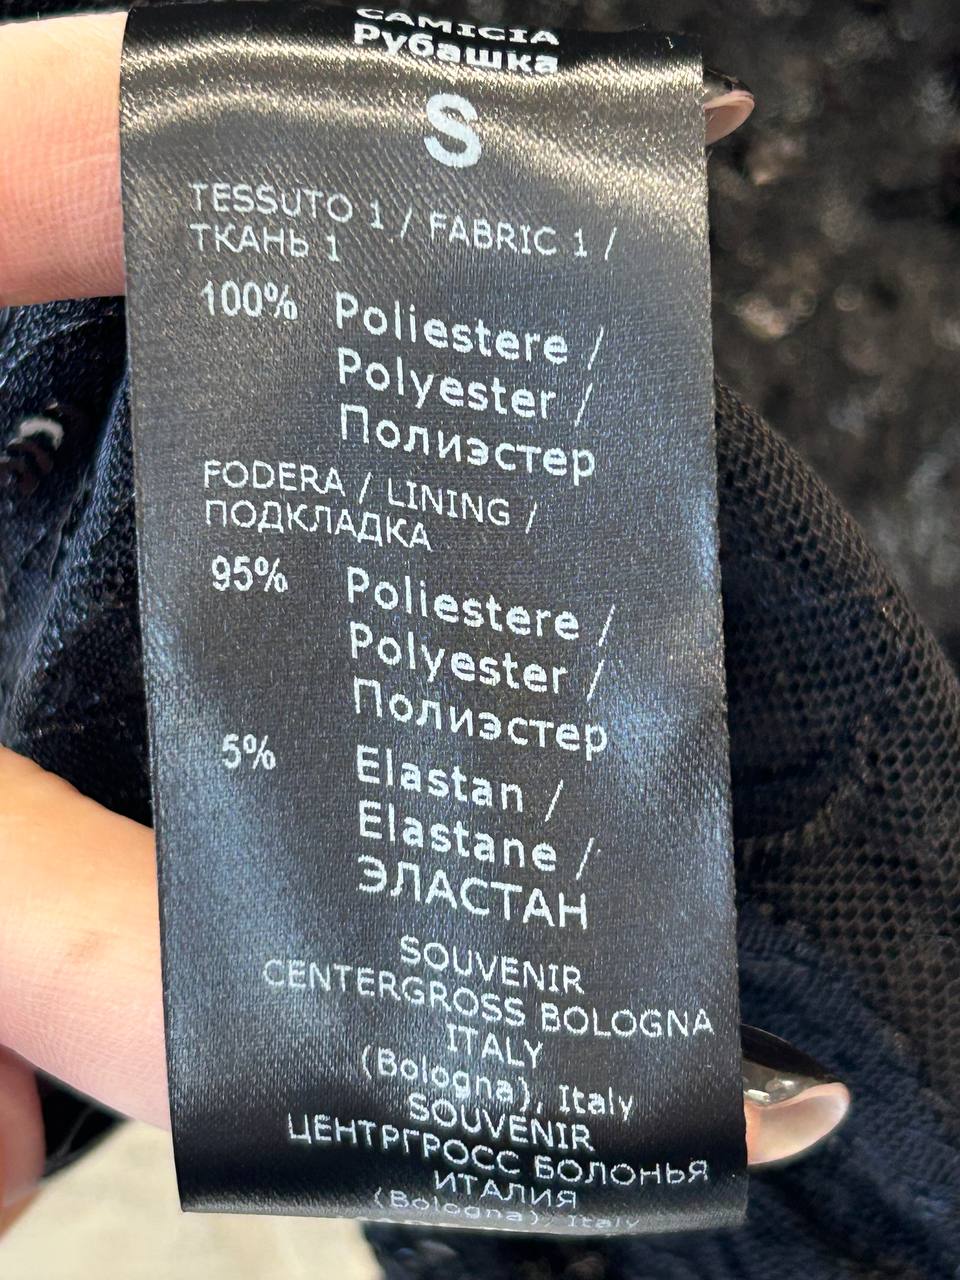 CAMICIA
Рубашка
S
TESSUTO 1 / FABRIC 1 /
ТКАНЬ 1
100% Poliestere /
Polyester /
Полиэстер
FODERA / LINING /
ПОДКЛАДКА
95% Poliestere /
Polyester /
Полиэстер
5% Elastan /
Elastane /
ЭЛАСТАН
SOUVENIR
CENTERGROSS BOLOGNA
ITALY
(Bologna), Italy
SOUVENIR
ЦЕНТРГРОСС БОЛОНЬЯ
ИТАЛИЯ
(Bologna), Italy